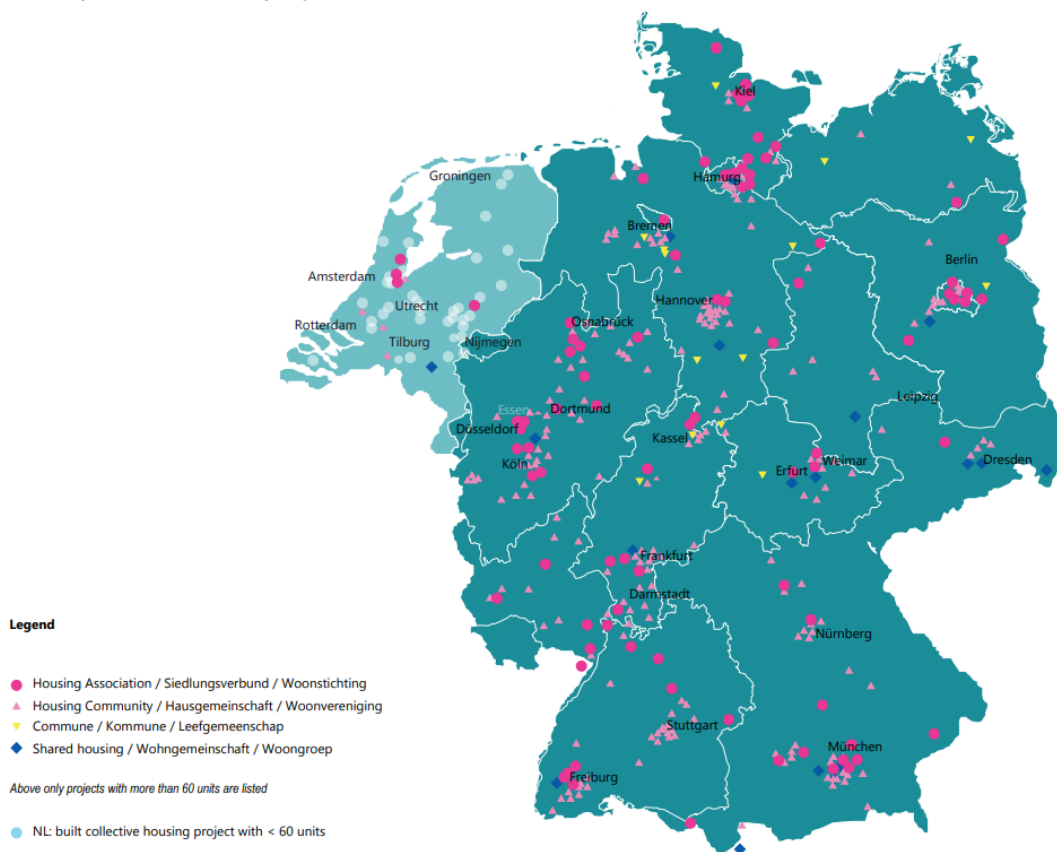 Kiel
Hamurg
Groningen
Bremen
Berlin
Amsterdam
Utrecht
Hannover
Rotterdam
Osnabrück
Tilburg
Nijmegen
Leipzig
Essen
Dortmund
Düsseldorf
Kassel
Köln
Weimar
Erfurt
Dresden
Frankfurt
Darmstadt
Nürnberg
Stuttgart
München
Freiburg
Legend
Housing Association / Siedlungsverbund / Woonstichting
Housing Community / Hausgemeinschaft / Woonvereniging
Commune / Kommune / Leefgemeenschap
Shared housing / Wohngemeinschaft / Woongroep
Above only projects with more than 60 units are listed
NL: built collective housing project with < 60 units